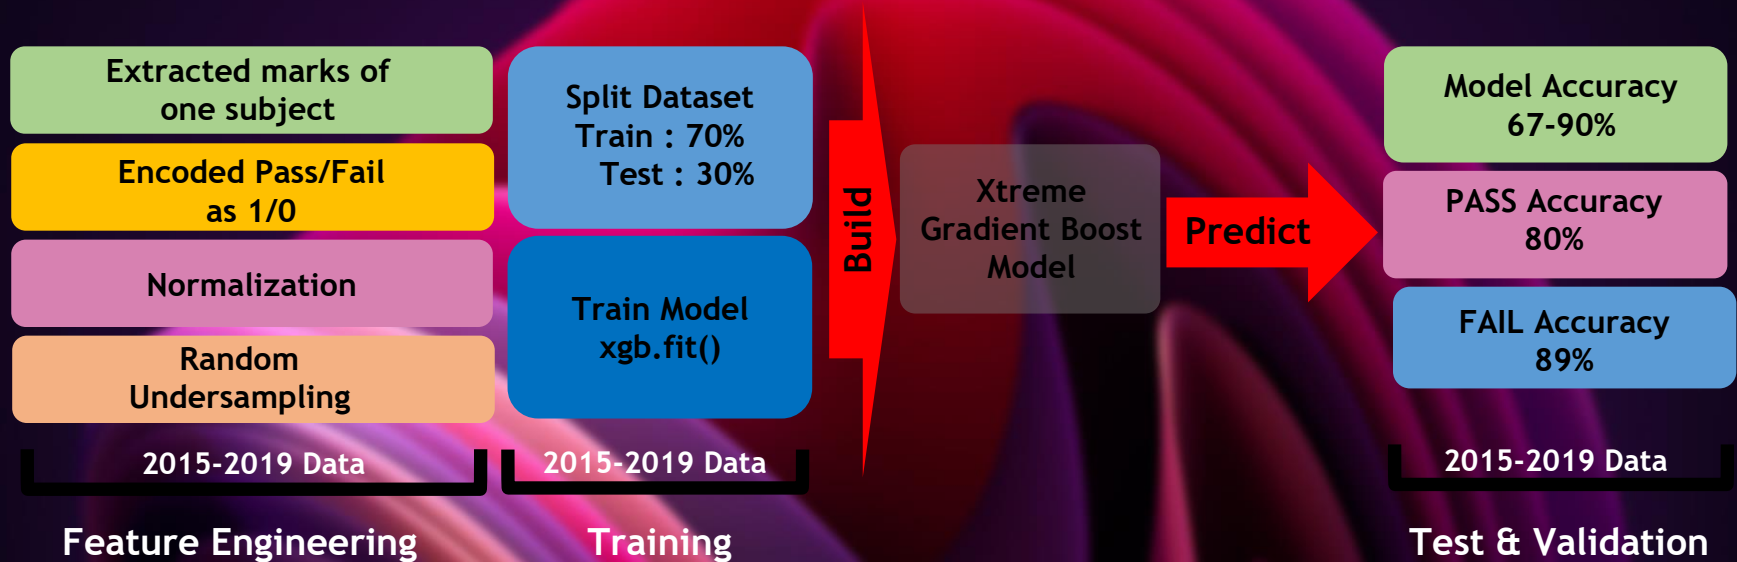 Extracted marks of
one subject
Encoded Pass/Fail
as 1/0
Normalization
Random
Undersampling
2015-2019 Data
Feature Engineering
Split Dataset
Train : 70%
Test : 30%
Train Model
xgb.fit()
2015-2019 Data
Training
Build
Xtreme
Gradient Boost
Model
Predict
Model Accuracy
67-90%
PASS Accuracy
80%
FAIL Accuracy
89%
2015-2019 Data
Test & Validation